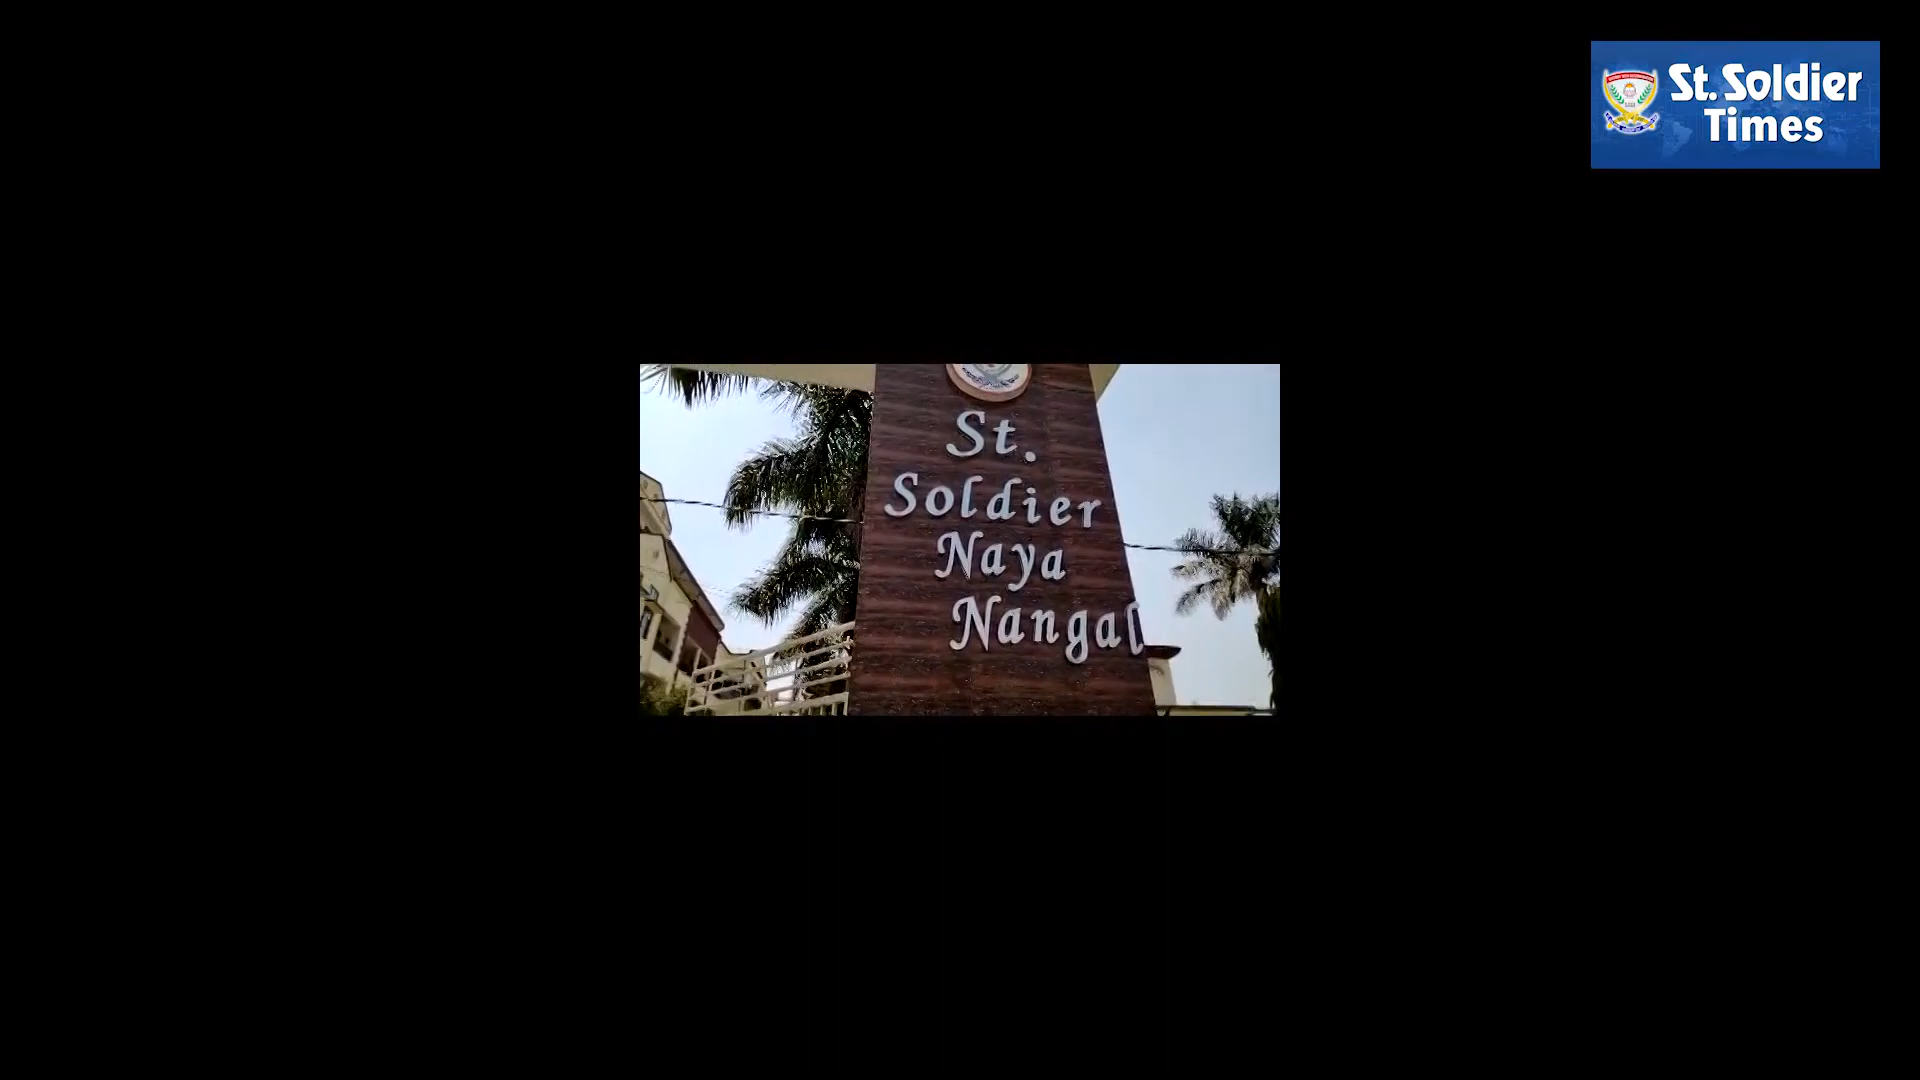 St. Soldier
Times
St.
Soldier
Naya
Nangal